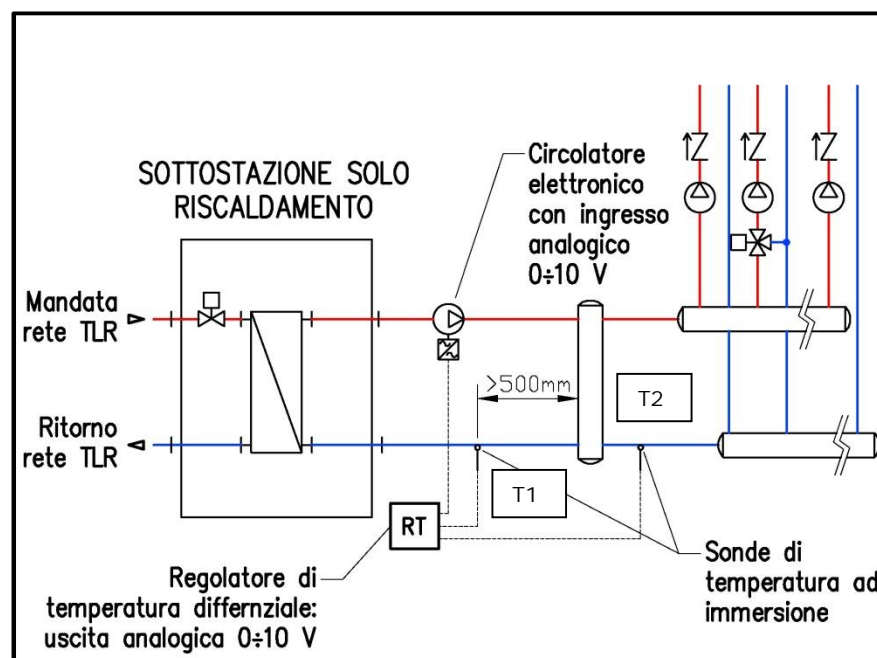 SOTTOSTAZIONE SOLO
RISCALDAMENTO
Circolatore
elettronico
con ingresso
analogico
0÷10 V
Mandata
rete TLR
>500mm
T2
Ritorno
rete TLR
T1
RT
Regolatore di
temperatura differnziale:
uscita analogica 0÷10 V
Sonde di
temperatura ad
immersione